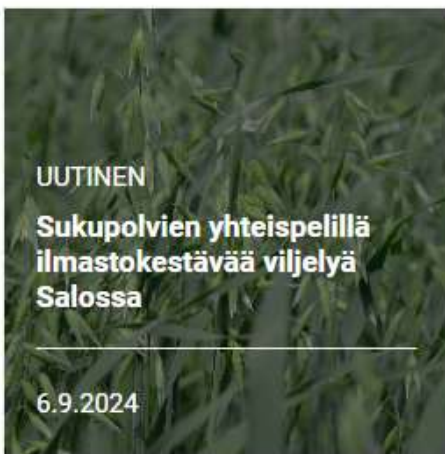 UUTINEN
Sukupolvien yhteispelillä
ilmastokestävää viljelyä
Salossa
6.9.2024